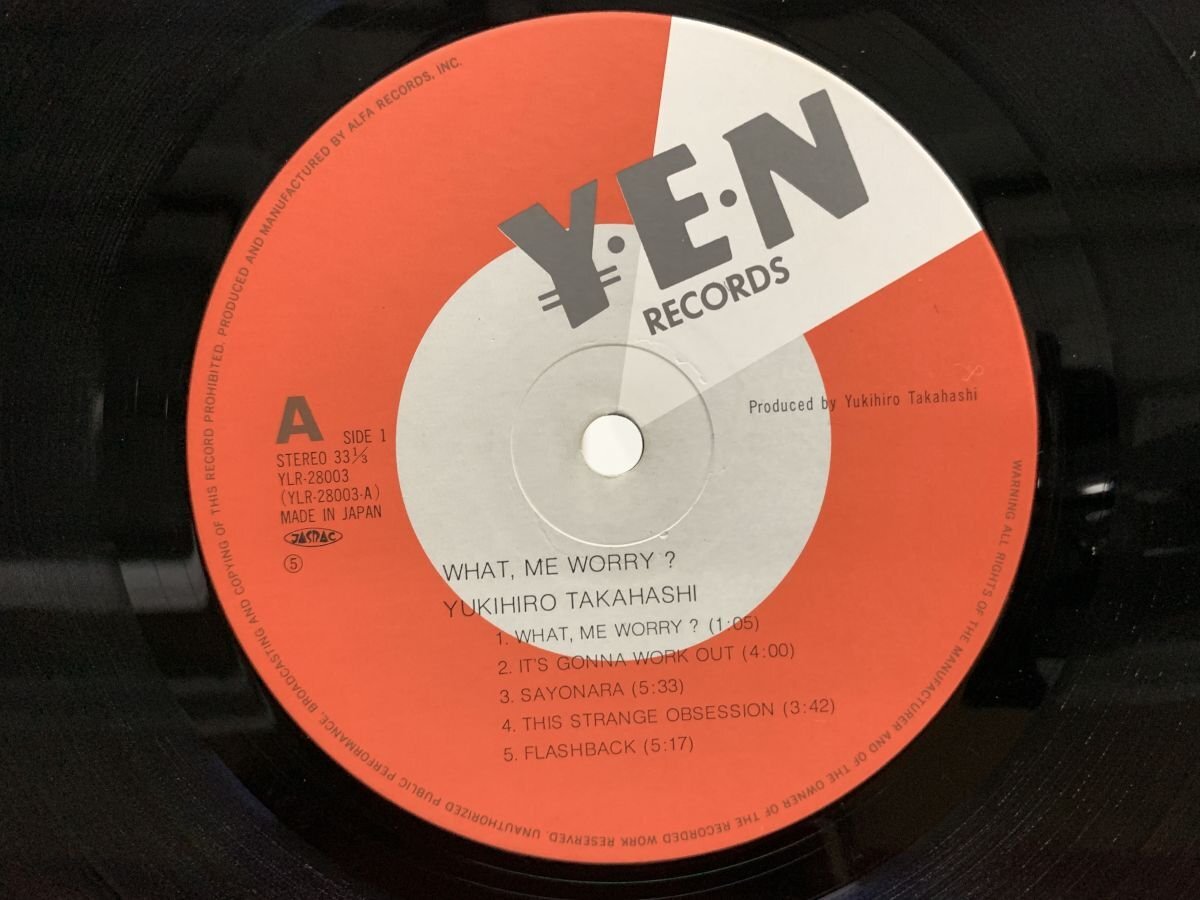 Y·E·N
RECORDS
Produced by Yukihiro Takahashi
A SIDE 1
STEREO 33⅓
YLR-28003
(YLR-28003-A)
MADE IN JAPAN
JASRAC
⑤
WHAT, ME WORRY ?
YUKIHIRO TAKAHASHI
1. WHAT, ME WORRY ? (1:05)
2. IT'S GONNA WORK OUT (4:00)
3. SAYONARA (5:33)
4. THIS STRANGE OBSESSION (3:42)
5. FLASHBACK (5:17)
WARNING ALL RIGHTS OF THE MANUFACTURER AND OF THE OWNER OF THE RECORDED WORK RESERVED. UNAUTHORIZED PUBLIC PERFORMANCE, BROADCASTING AND COPYING OF THIS RECORD PROHIBITED. PRODUCED AND MANUFACTURED BY ALFA RECORDS, INC.